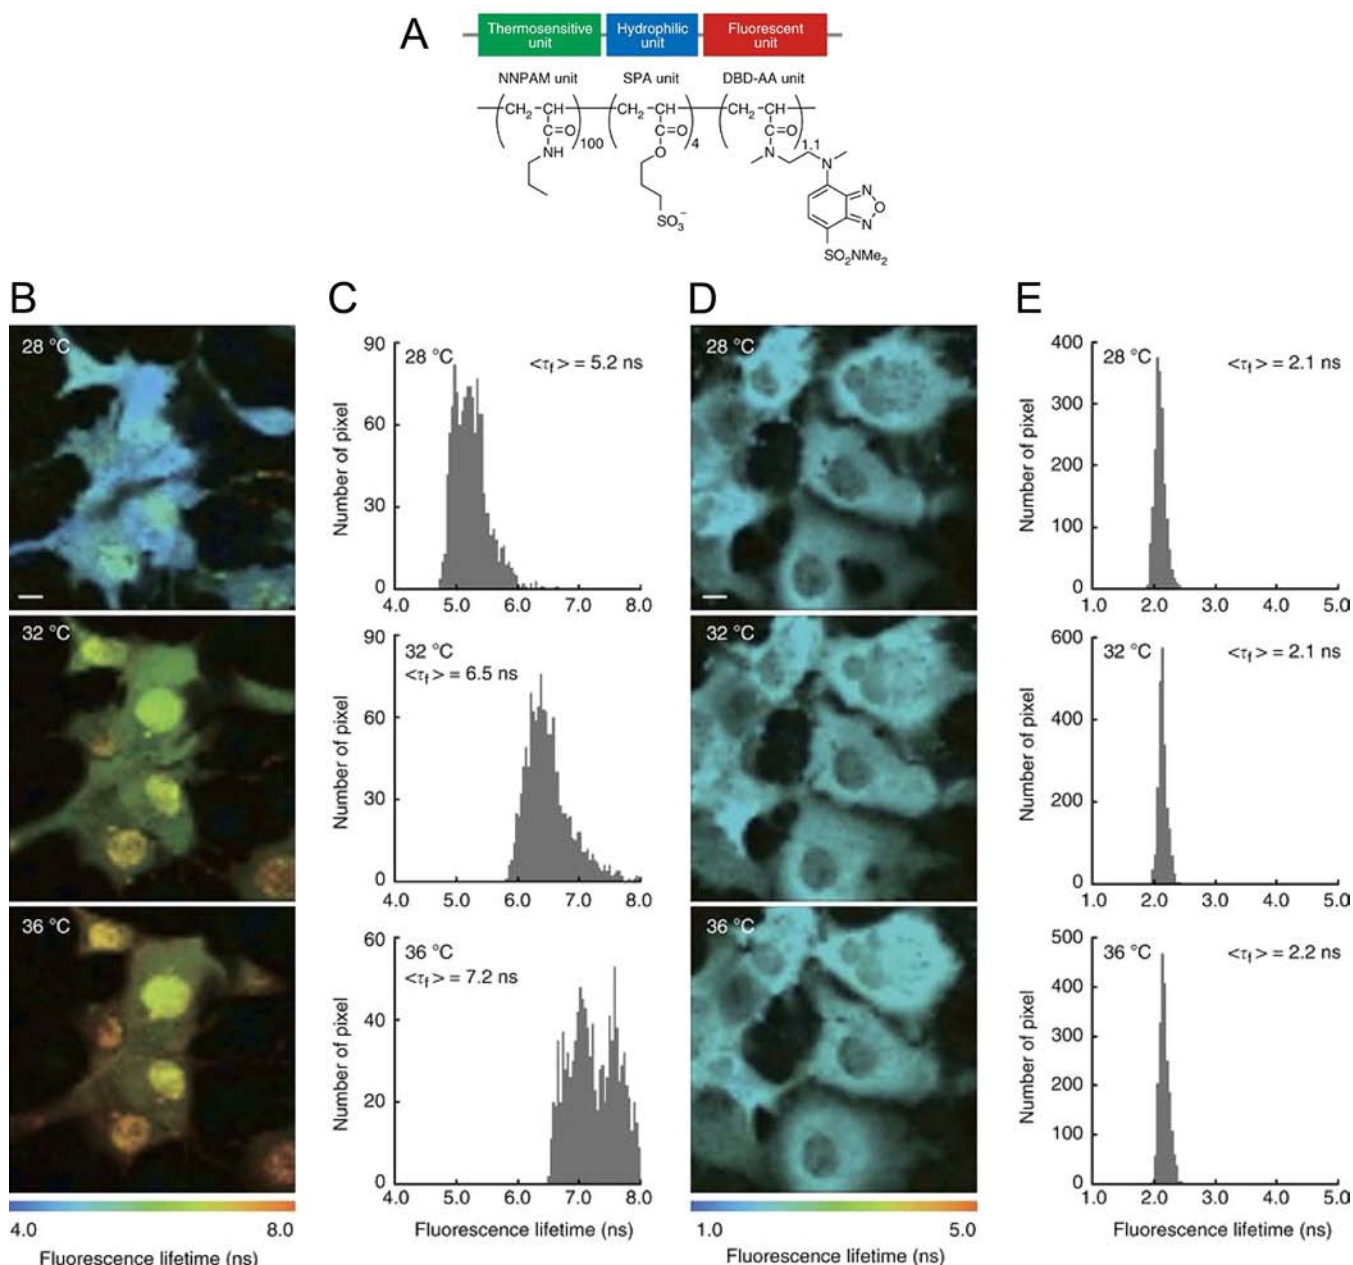 A
Thermosensitive unit
Hydrophilic unit
Fluorescent unit
NNPAM unit
SPA unit
DBD-AA unit
CH2 CH
CH2 CH
CH2 CH
C=O
C=O
C=O
100
4
1.1
NH
O
N
N
SO3−
N
O
N
SO2NMe2
B
C
D
E
28 °C
90
60
30
0
Number of pixel
28 °C
<τf> = 5.2 ns
4.0 5.0 6.0 7.0 8.0
28 °C
400
300
200
100
0
Number of pixel
28 °C
<τf> = 2.1 ns
1.0 2.0 3.0 4.0 5.0
32 °C
90
60
30
0
Number of pixel
32 °C
<τf> = 6.5 ns
4.0 5.0 6.0 7.0 8.0
32 °C
600
400
200
0
Number of pixel
32 °C
<τf> = 2.1 ns
1.0 2.0 3.0 4.0 5.0
36 °C
60
40
20
0
Number of pixel
36 °C
<τf> = 7.2 ns
4.0 5.0 6.0 7.0 8.0
Fluorescence lifetime (ns)
36 °C
500
400
300
200
100
0
Number of pixel
36 °C
<τf> = 2.2 ns
1.0 2.0 3.0 4.0 5.0
Fluorescence lifetime (ns)
4.0 8.0
Fluorescence lifetime (ns)
1.0 5.0
Fluorescence lifetime (ns)